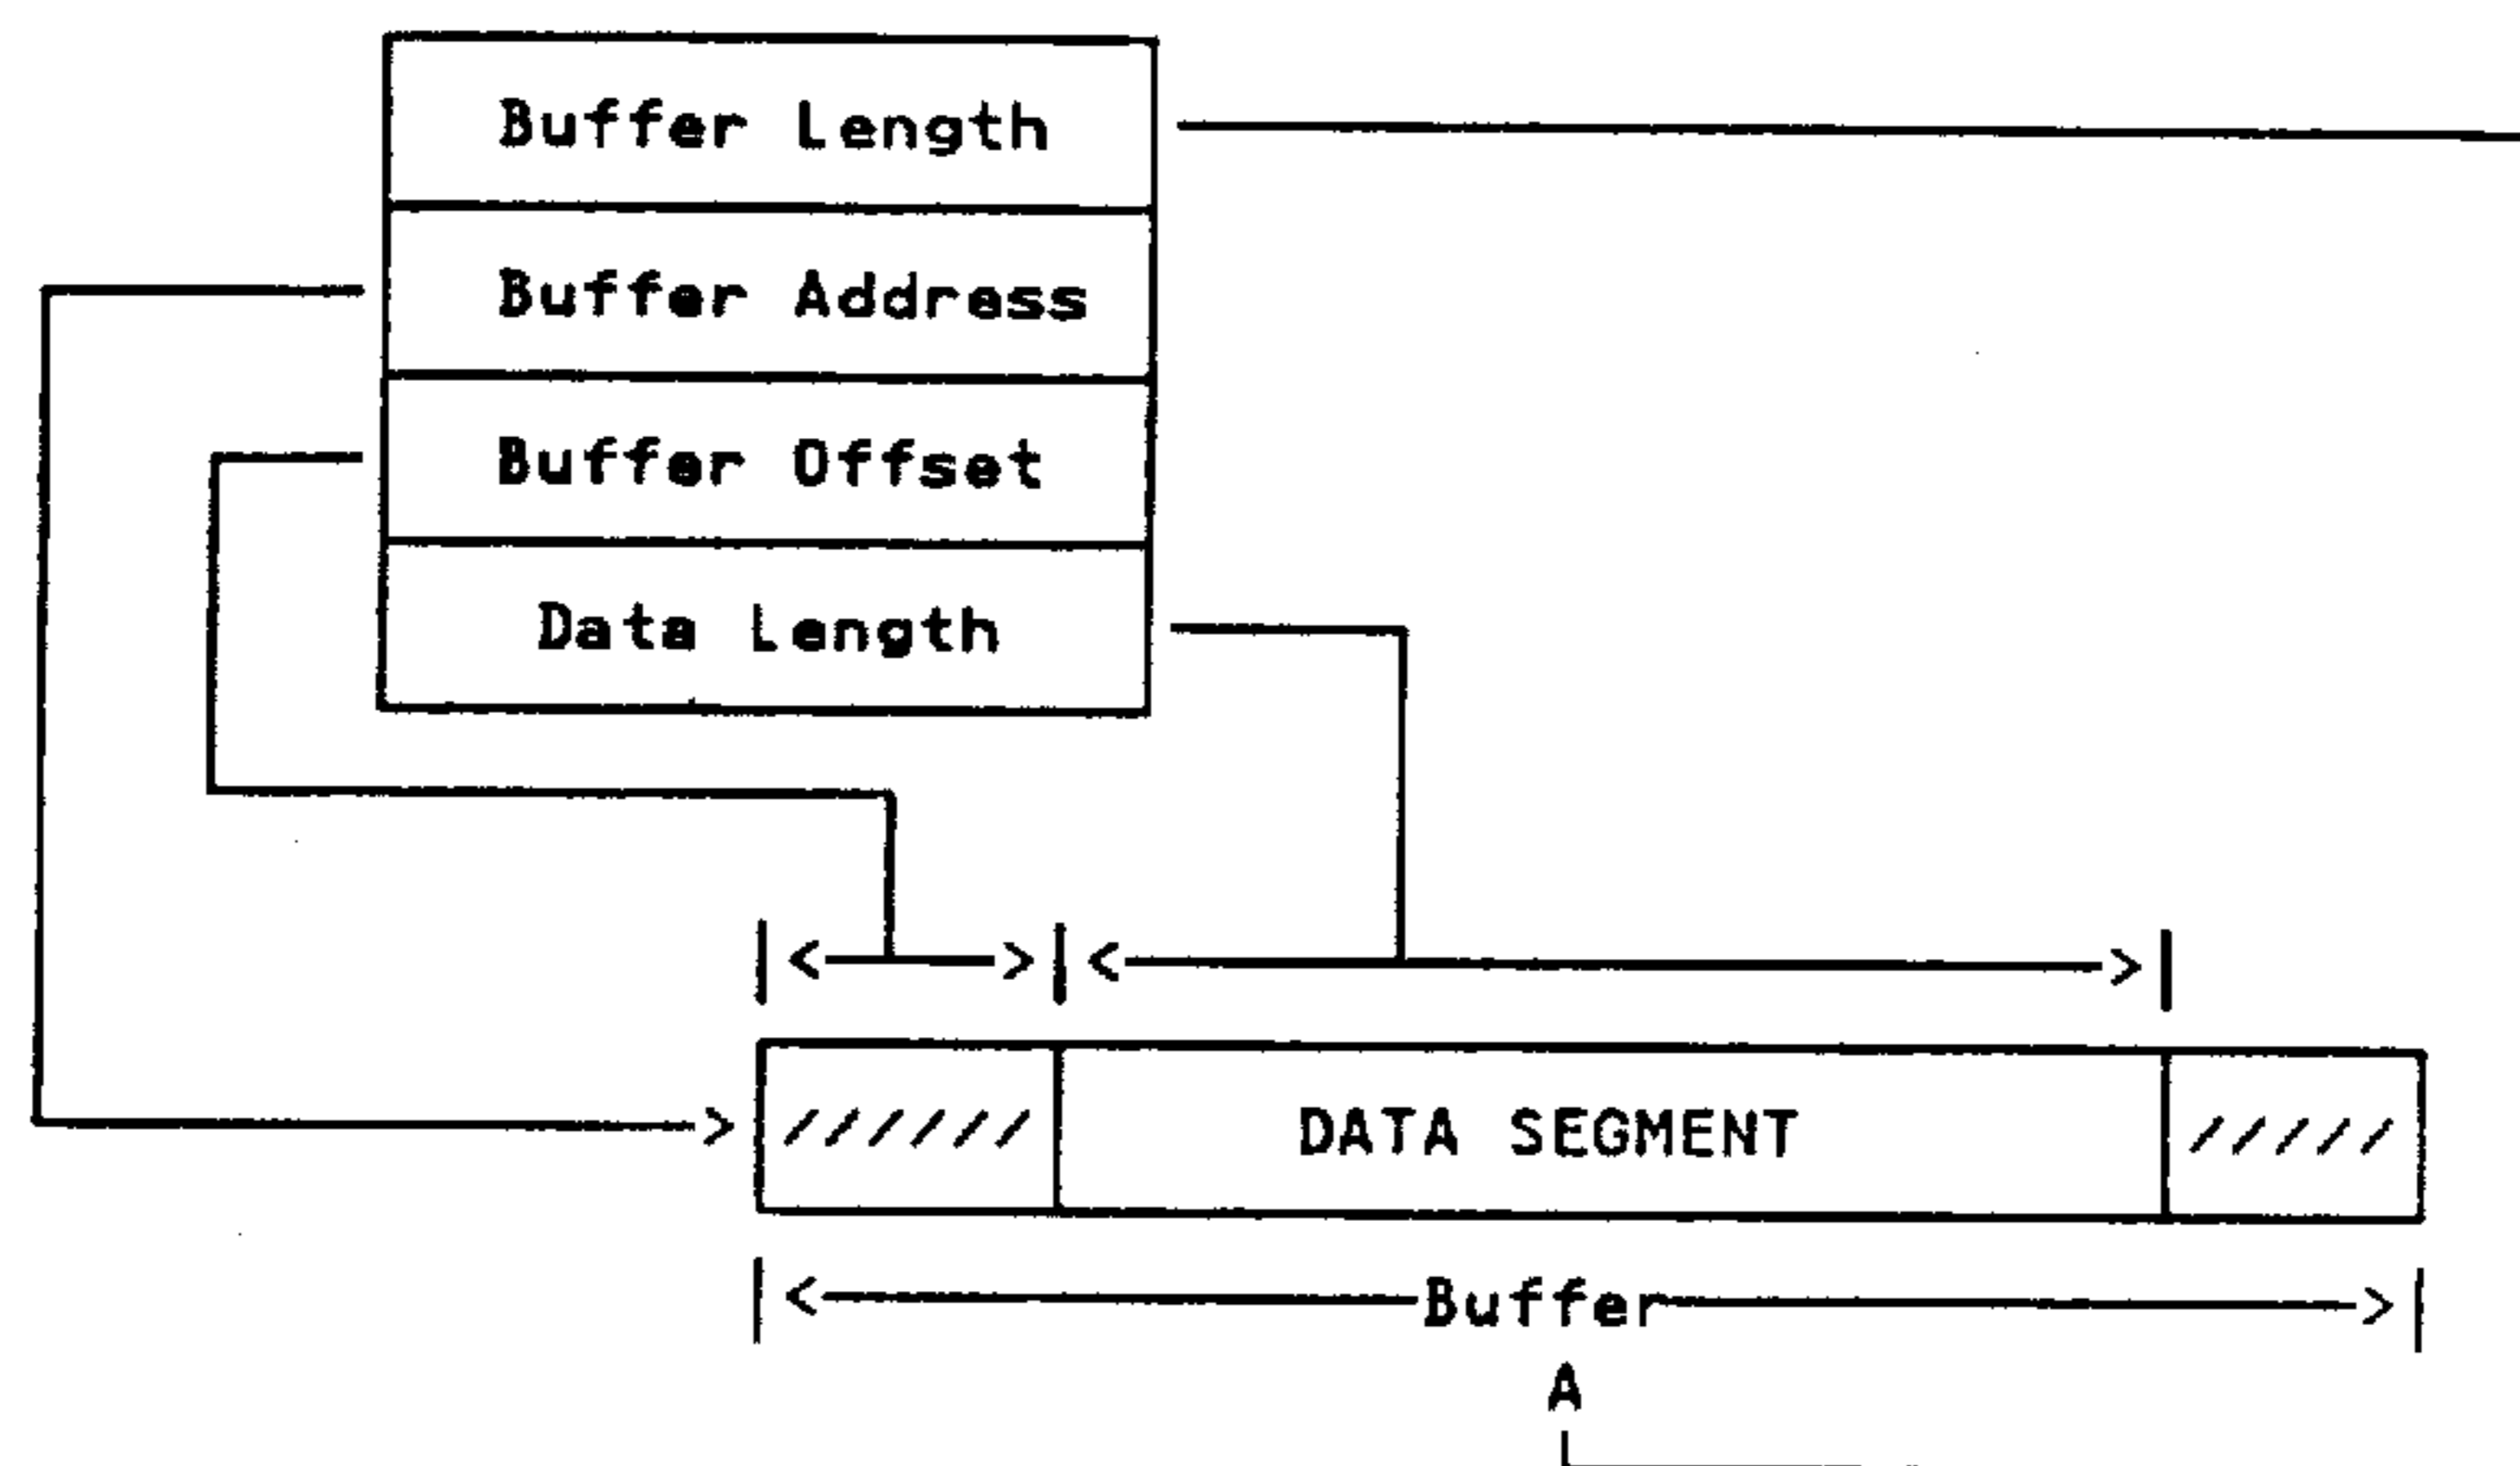 Buffer Length
Buffer Address
Buffer Offset
Data Length
////// DATA SEGMENT /////
Buffer
A